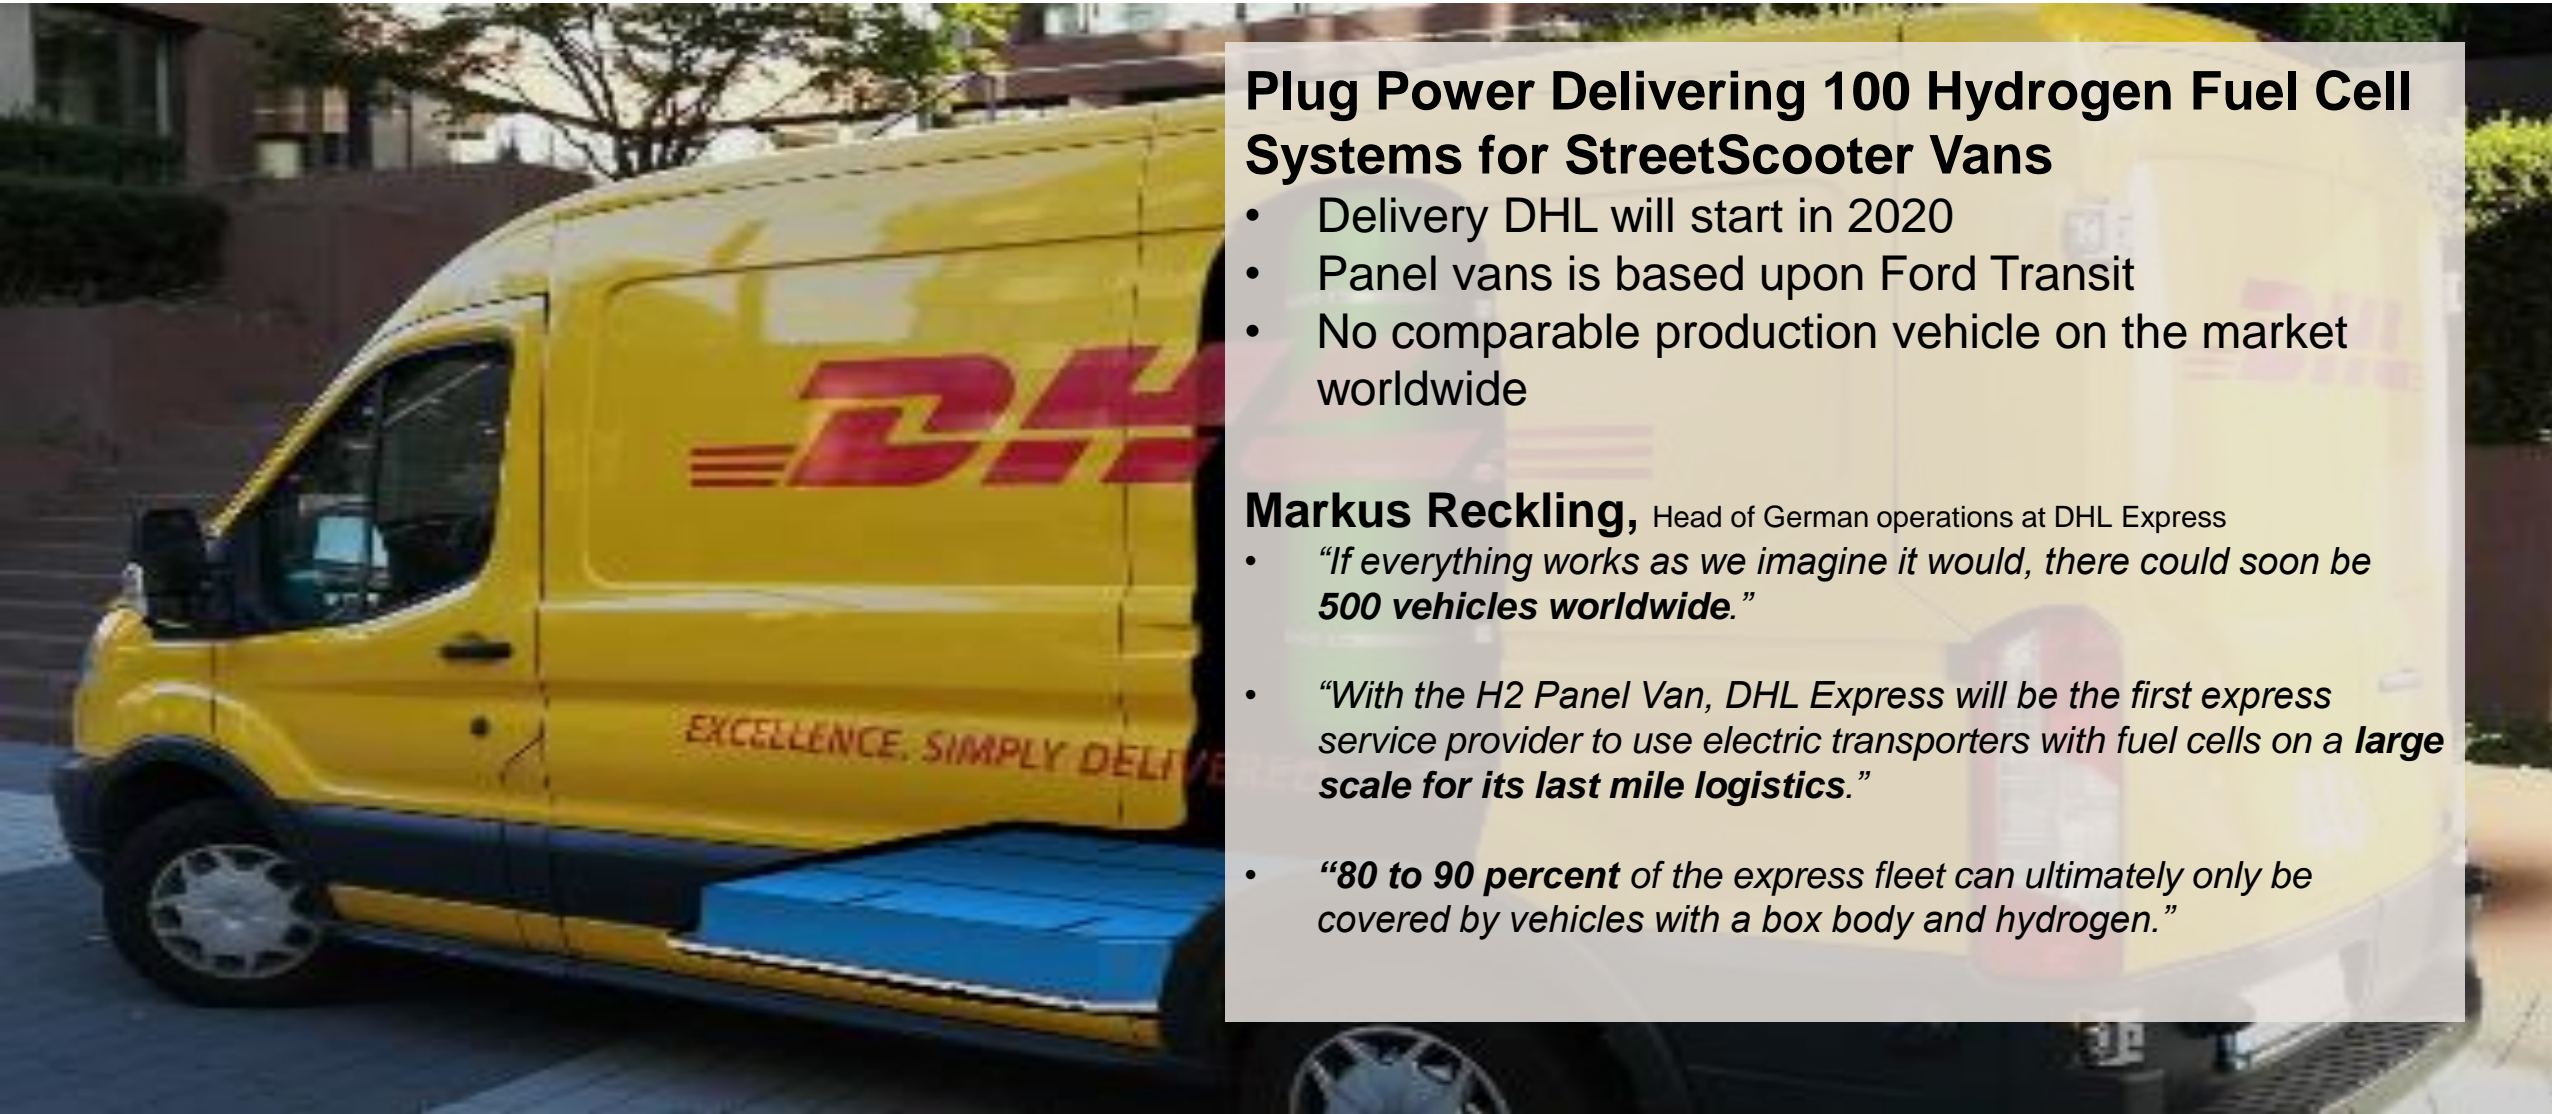 Plug Power Delivering 100 Hydrogen Fuel Cell
Systems for StreetScooter Vans
• Delivery DHL will start in 2020
• Panel vans is based upon Ford Transit
• No comparable production vehicle on the market
worldwide
Markus Reckling, Head of German operations at DHL Express
• “If everything works as we imagine it would, there could soon be
500 vehicles worldwide.”
• “With the H2 Panel Van, DHL Express will be the first express
service provider to use electric transporters with fuel cells on a large
scale for its last mile logistics.”
• “80 to 90 percent of the express fleet can ultimately only be
covered by vehicles with a box body and hydrogen.”
DHL
EXCELLENCE. SIMPLY DELIVERED
DHL